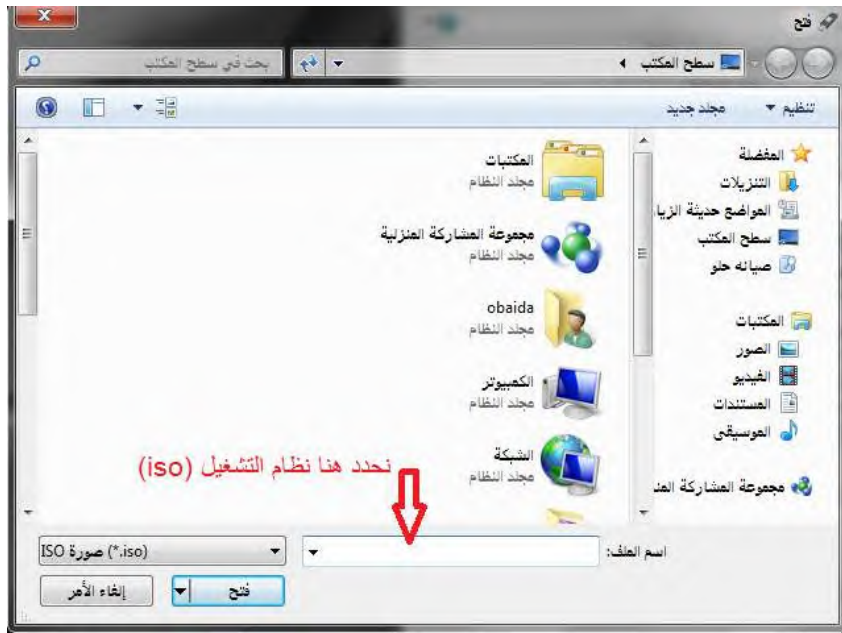 فتح
سطح المكتب
بحث في سطح المكتب
تنظيم
مجلد جديد
المفضلة
التنزيلات
المواضع حديثة الزيا
سطح المكتب
صيانه حلو
المكتبات
الصور
الفيديو
المستندات
الموسيقى
مجموعة المشاركة المنز
المكتبات
مجلد النظام
مجموعة المشاركة المنزلية
مجلد النظام
obaida
مجلد النظام
الكمبيوتر
مجلد النظام
الشبكة
مجلد النظام
نحدد هنا نظام التشغيل (iso)
اسم الملف:
صورة ISO (*.iso)
فتح
إلغاء الأمر